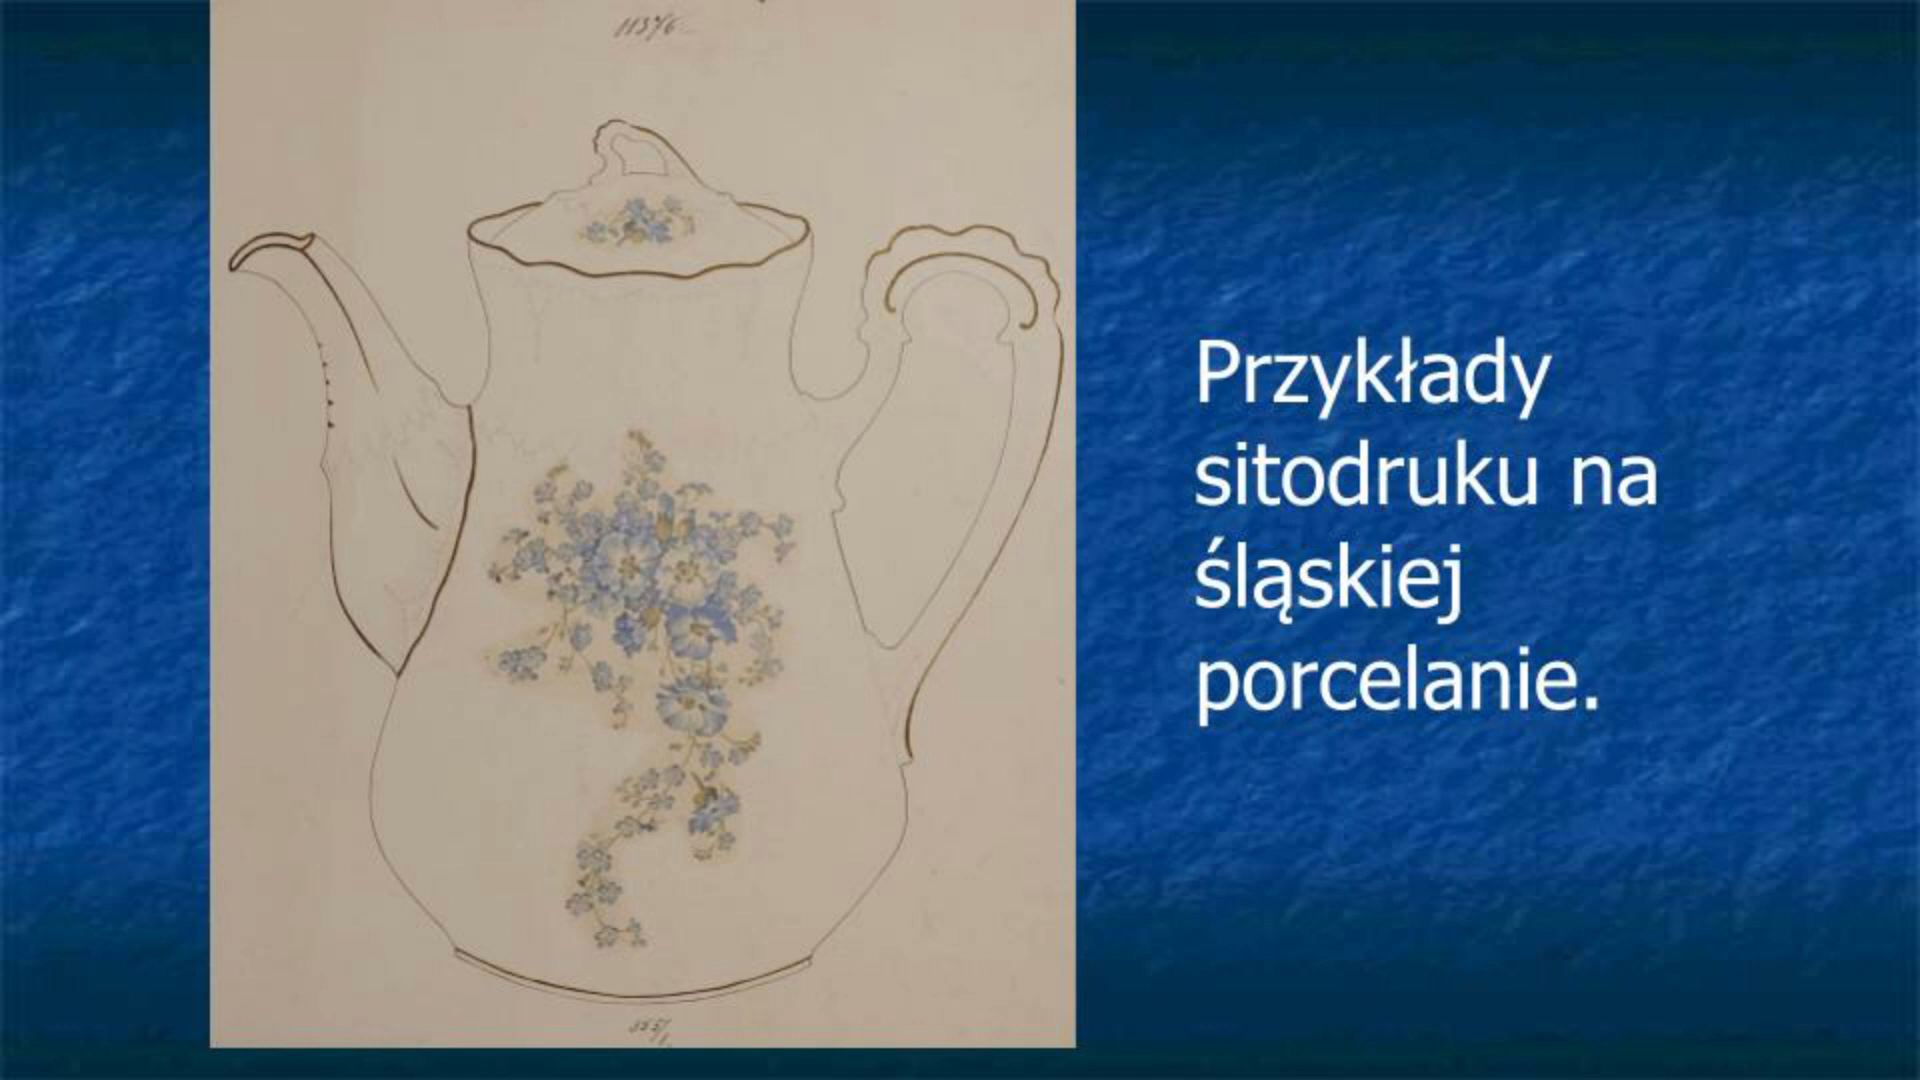 Przykłady
sitodruku na
śląskiej
porcelanie.